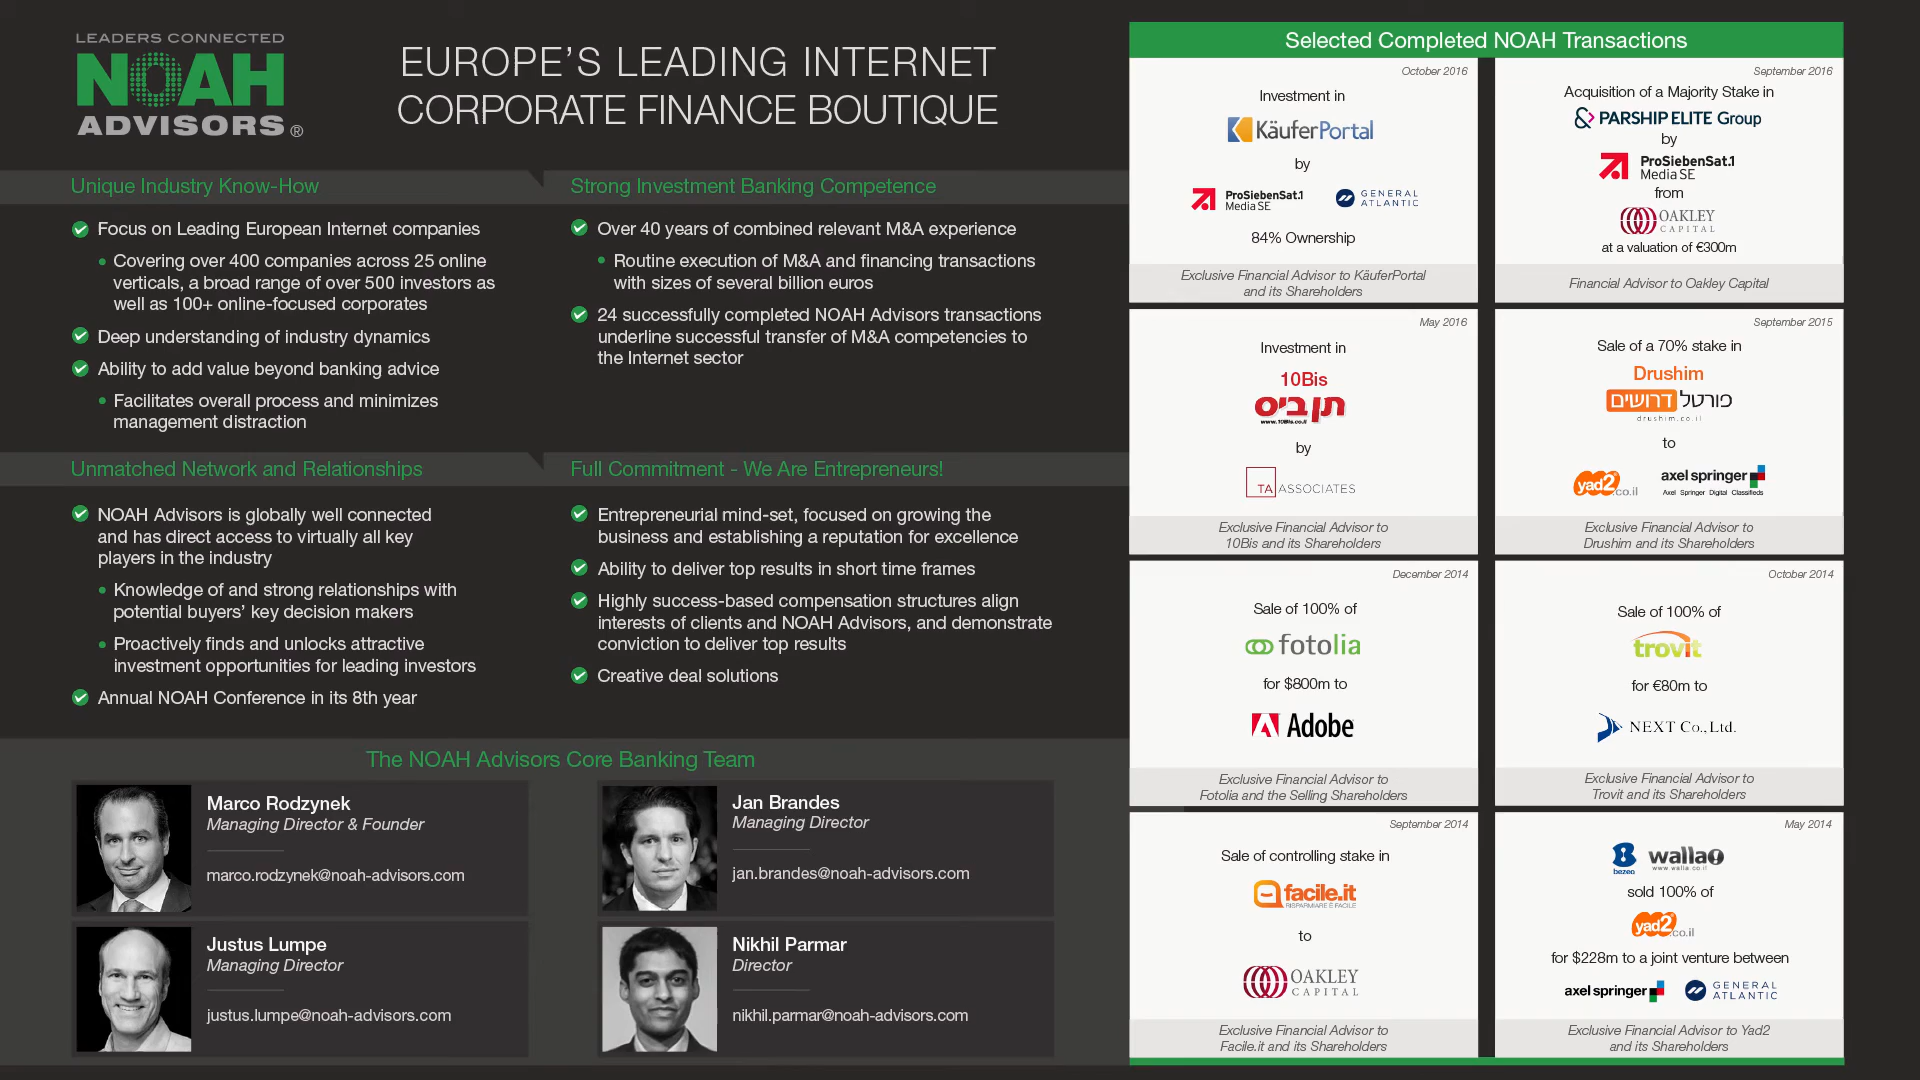 LEADERS CONNECTED
NOAH
ADVISORS ®
EUROPE’S LEADING INTERNET
CORPORATE FINANCE BOUTIQUE
Unique Industry Know-How
Focus on Leading European Internet companies
• Covering over 400 companies across 25 online
verticals, a broad range of over 500 investors as
well as 100+ online-focused corporates
Deep understanding of industry dynamics
Ability to add value beyond banking advice
• Facilitates overall process and minimizes
management distraction
Strong Investment Banking Competence
Over 40 years of combined relevant M&A experience
• Routine execution of M&A and financing transactions
with sizes of several billion euros
24 successfully completed NOAH Advisors transactions
underline successful transfer of M&A competencies to
the Internet sector
Unmatched Network and Relationships
NOAH Advisors is globally well connected
and has direct access to virtually all key
players in the industry
• Knowledge of and strong relationships with
potential buyers’ key decision makers
• Proactively finds and unlocks attractive
investment opportunities for leading investors
Annual NOAH Conference in its 8th year
Full Commitment - We Are Entrepreneurs!
Entrepreneurial mind-set, focused on growing the
business and establishing a reputation for excellence
Ability to deliver top results in short time frames
Highly success-based compensation structures align
interests of clients and NOAH Advisors, and demonstrate
conviction to deliver top results
Creative deal solutions
The NOAH Advisors Core Banking Team
Marco Rodzynek
Managing Director & Founder
marco.rodzynek@noah-advisors.com
Jan Brandes
Managing Director
jan.brandes@noah-advisors.com
Justus Lumpe
Managing Director
justus.lumpe@noah-advisors.com
Nikhil Parmar
Director
nikhil.parmar@noah-advisors.com
Selected Completed NOAH Transactions
October 2016
Investment in
KäuferPortal
by
ProSiebenSat.1
Media SE
GENERAL
ATLANTIC
84% Ownership
Exclusive Financial Advisor to KäuferPortal
and its Shareholders
September 2016
Acquisition of a Majority Stake in
PARSHIP ELITE Group
by
ProSiebenSat.1
Media SE
from
OAKLEY
CAPITAL
at a valuation of €300m
Financial Advisor to Oakley Capital
May 2016
Investment in
10Bis
תן ביס
www.10Bis.co.il
by
TA ASSOCIATES
Exclusive Financial Advisor to
10Bis and its Shareholders
September 2015
Sale of a 70% stake in
Drushim
פורטל דרושים
drushim.co.il
to
yad2.co.il
axel springer
Axel Springer Digital Classifieds
Exclusive Financial Advisor to
Drushim and its Shareholders
December 2014
Sale of 100% of
fotolia
for $800m to
Adobe
Exclusive Financial Advisor to
Fotolia and the Selling Shareholders
October 2014
Sale of 100% of
trovit
for €80m to
NEXT Co., Ltd.
Exclusive Financial Advisor to
Trovit and its Shareholders
September 2014
Sale of controlling stake in
facile.it
RISPARMIARE È FACILE
to
OAKLEY
CAPITAL
Exclusive Financial Advisor to
Facile.it and its Shareholders
May 2014
bezeq
walla!
www.walla.co.il
sold 100% of
yad2.co.il
for $228m to a joint venture between
axel springer
GENERAL
ATLANTIC
Exclusive Financial Advisor to Yad2
and its Shareholders